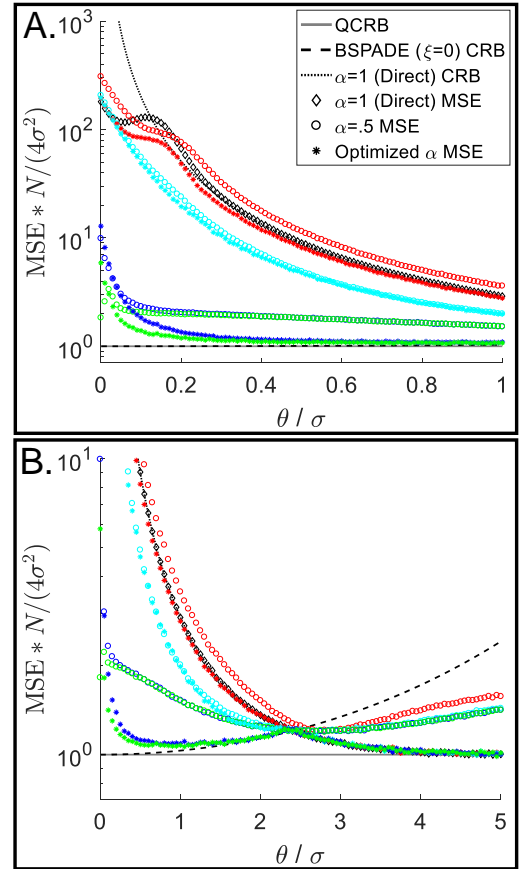 A.
QCRB
BSPADE (ξ=0) CRB
α=1 (Direct) CRB
α=1 (Direct) MSE
α=.5 MSE
Optimized α MSE
10³
10²
10¹
10⁰
MSE ∗ N/(4σ²)
0 0.2 0.4 0.6 0.8 1
θ / σ
B.
10¹
10⁰
MSE ∗ N/(4σ²)
0 1 2 3 4 5
θ / σ